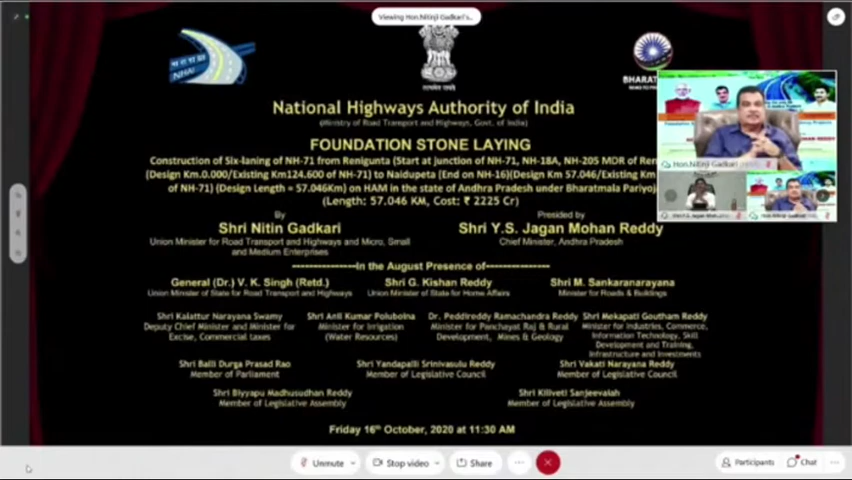 Viewing Hon.Nitinji Gadkari's...
NHAI
सत्यमेव जयते
National Highways Authority of India
(Ministry of Road Transport and Highways, Govt. of India)
FOUNDATION STONE LAYING
Construction of Six-laning of NH-71 from Renigunta (Start at junction of NH-71, NH-18A, NH-205 MDR of Ren
(Design Km.0.000/Existing Km124.600 of NH-71) to Naidupeta (End on NH-16)(Design Km 57.046/Existing Km
of NH-71) (Design Length = 57.046Km) on HAM in the state of Andhra Pradesh under Bharatmala Pariyoj
(Length: 57.046 KM, Cost: ₹ 2225 Cr)
By
Shri Nitin Gadkari
Union Minister for Road Transport and Highways and Micro, Small
and Medium Enterprises
Presided by
Shri Y.S. Jagan Mohan Reddy
Chief Minister, Andhra Pradesh
----------------In the August Presence of----------------
General (Dr.) V. K. Singh (Retd.)
Union Minister of State for Road Transport and Highways
Shri G. Kishan Reddy
Union Minister of State for Home Affairs
Shri M. Sankaranarayana
Minister for Roads & Buildings
Shri Kalattur Narayana Swamy
Deputy Chief Minister and Minister for
Excise, Commercial taxes
Shri Anil Kumar Poluboina
Minister for Irrigation
(Water Resources)
Dr. Peddireddy Ramachandra Reddy
Minister for Panchayat Raj & Rural
Development, Mines & Geology
Shri Mekapati Goutham Reddy
Minister for Industries, Commerce,
Information Technology, Skill
Development and Training,
Infrastructure and Investments
Shri Balli Durga Prasad Rao
Member of Parliament
Shri Yandapalli Srinivasulu Reddy
Member of Legislative Council
Shri Vakati Narayana Reddy
Member of Legislative Council
Shri Biyyapu Madhusudhan Reddy
Member of Legislative Assembly
Shri Kiliveti Sanjeevaiah
Member of Legislative Assembly
Friday 16th October, 2020 at 11:30 AM
BHARAT
Hon.Nitinji Gadkari
Unmute
Stop video
Share
Participants
Chat